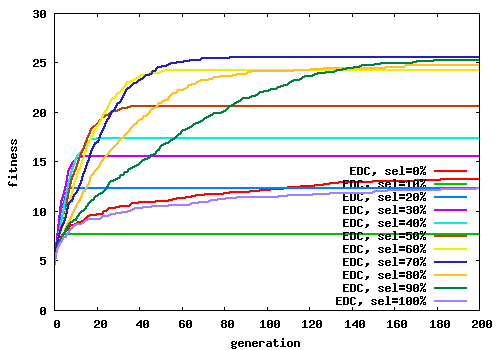 30
25
20
15
10
5
0
fitness
EDC, sel=0%
EDC, sel=10%
EDC, sel=20%
EDC, sel=30%
EDC, sel=40%
EDC, sel=50%
EDC, sel=60%
EDC, sel=70%
EDC, sel=80%
EDC, sel=90%
EDC, sel=100%
0 20 40 60 80 100 120 140 160 180 200
generation